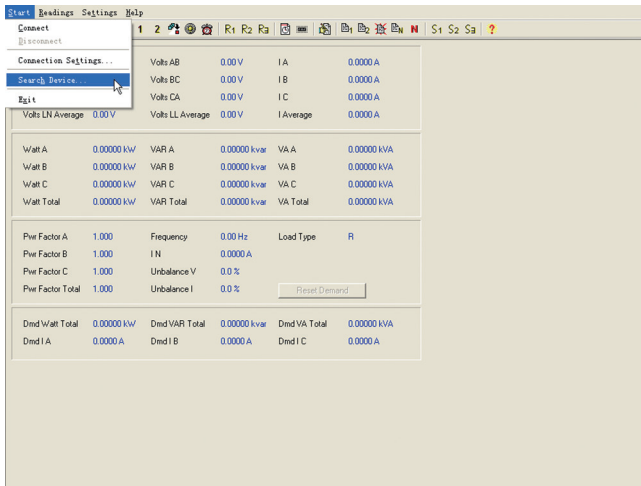 Start Readings Settings Help
Connect
1 2 R1 R2 R3 1 2 N N S1 S2 S3 ?
Disconnect
Connection Settings...
Volts AB 0.00 V I A 0.0000 A
Search Device...
Volts BC 0.00 V I B 0.0000 A
Exit
Volts CA 0.00 V I C 0.0000 A
Volts LN Average 0.00 V Volts LL Average 0.00 V I Average 0.0000 A
Watt A 0.00000 kW VAR A 0.00000 kvar VA A 0.00000 kVA
Watt B 0.00000 kW VAR B 0.00000 kvar VA B 0.00000 kVA
Watt C 0.00000 kW VAR C 0.00000 kvar VA C 0.00000 kVA
Watt Total 0.00000 kW VAR Total 0.00000 kvar VA Total 0.00000 kVA
Pwr Factor A 1.000 Frequency 0.00 Hz Load Type R
Pwr Factor B 1.000 I N 0.0000 A
Pwr Factor C 1.000 Unbalance V 0.0 %
Pwr Factor Total 1.000 Unbalance I 0.0 % Reset Demand
Dmd Watt Total 0.00000 kW Dmd VAR Total 0.00000 kvar Dmd VA Total 0.00000 kVA
Dmd I A 0.0000 A Dmd I B 0.0000 A Dmd I C 0.0000 A